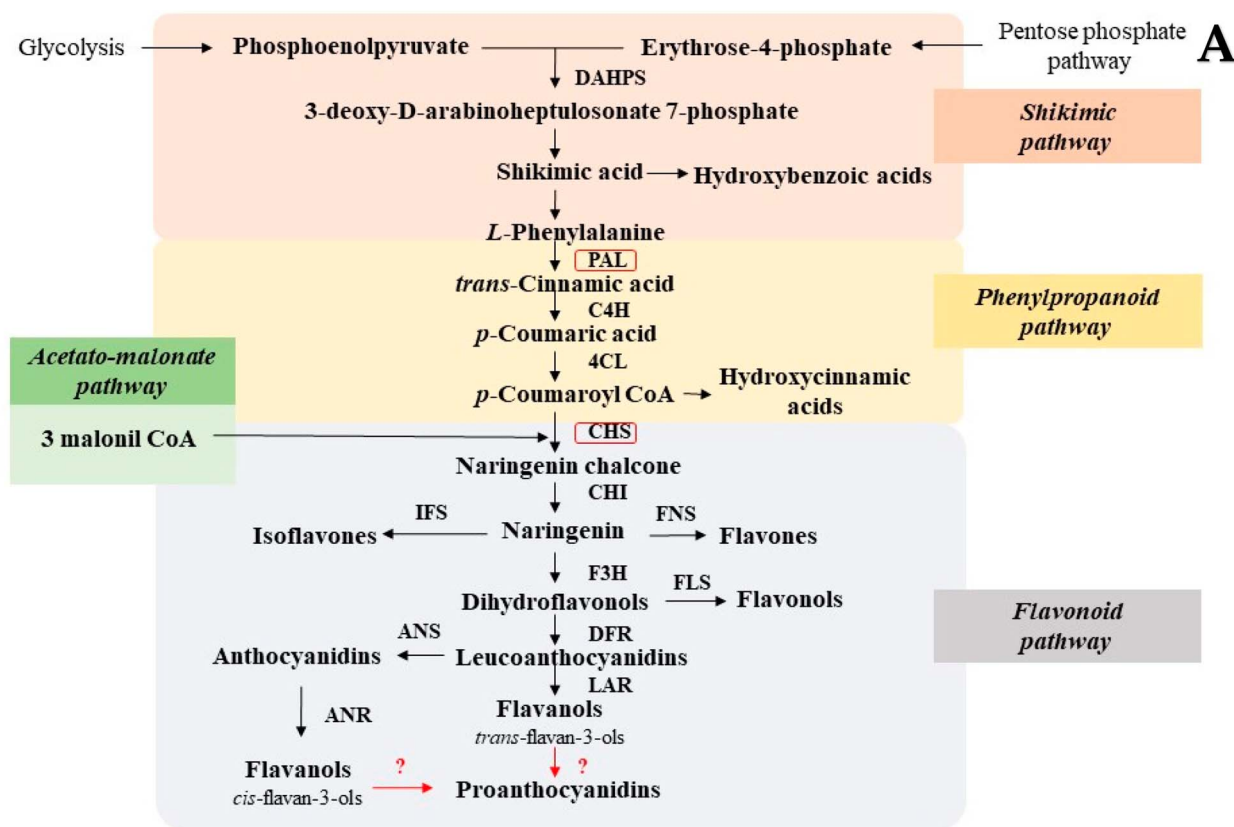 Glycolysis
Phosphoenolpyruvate
Erythrose-4-phosphate
Pentose phosphate
pathway
A
DAHPS
3-deoxy-D-arabinoheptulosonate 7-phosphate
Shikimic
pathway
Shikimic acid
Hydroxybenzoic acids
L-Phenylalanine
PAL
trans-Cinnamic acid
C4H
Phenylpropanoid
pathway
p-Coumaric acid
4CL
Acetato-malonate
pathway
p-Coumaroyl CoA
Hydroxycinnamic
acids
3 malonil CoA
CHS
Naringenin chalcone
CHI
IFS
FNS
Isoflavones
Naringenin
Flavones
F3H
FLS
Dihydroflavonols
Flavonols
Flavonoid
pathway
ANS
DFR
Anthocyanidins
Leucoanthocyanidins
LAR
ANR
Flavanols
trans-flavan-3-ols
Flavanols
cis-flavan-3-ols
?
?
Proanthocyanidins